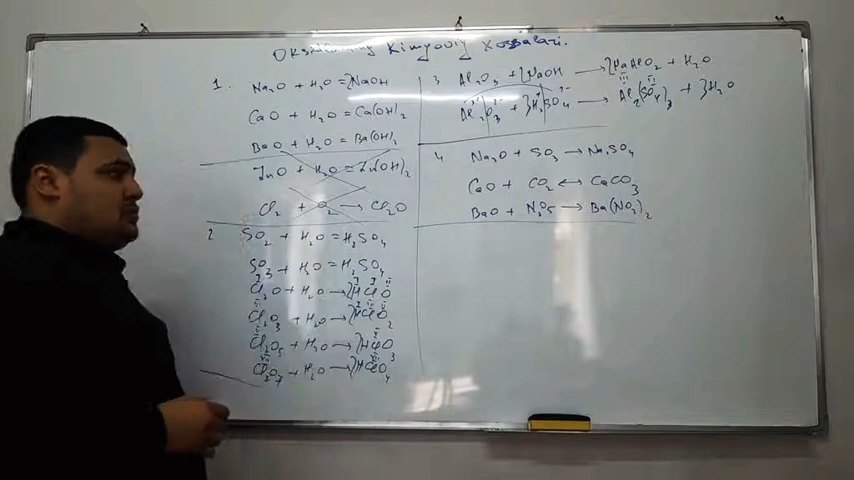 Oksidlarning Kimyoviy Xossalari.
1.
Na₂O + H₂O = 2NaOH
CaO + H₂O = Ca(OH)₂
BaO + H₂O = Ba(OH)₂
ZnO + H₂O = Zn(OH)₂
Cl₂ + O₂ → Cl₂O
2
SO₂ + H₂O = H₂SO₄
SO₃ + H₂O = H₂SO₄
Cl₂O + H₂O → 2HClO
Cl₂O₃ + H₂O → 2HClO₂
Cl₂O₅ + H₂O → 2HClO₃
Cl₂O₇ + H₂O → 2HClO₄
3 Al₂O₃ + 2NaOH → 2NaAlO₂ + H₂O
Al₂O₃ + 3H₂SO₄ → Al₂(SO₄)₃ + 3H₂O
4 Na₂O + SO₃ → Na₂SO₄
CaO + CO₂ ↔ CaCO₃
BaO + N₂O₅ → Ba(NO₃)₂